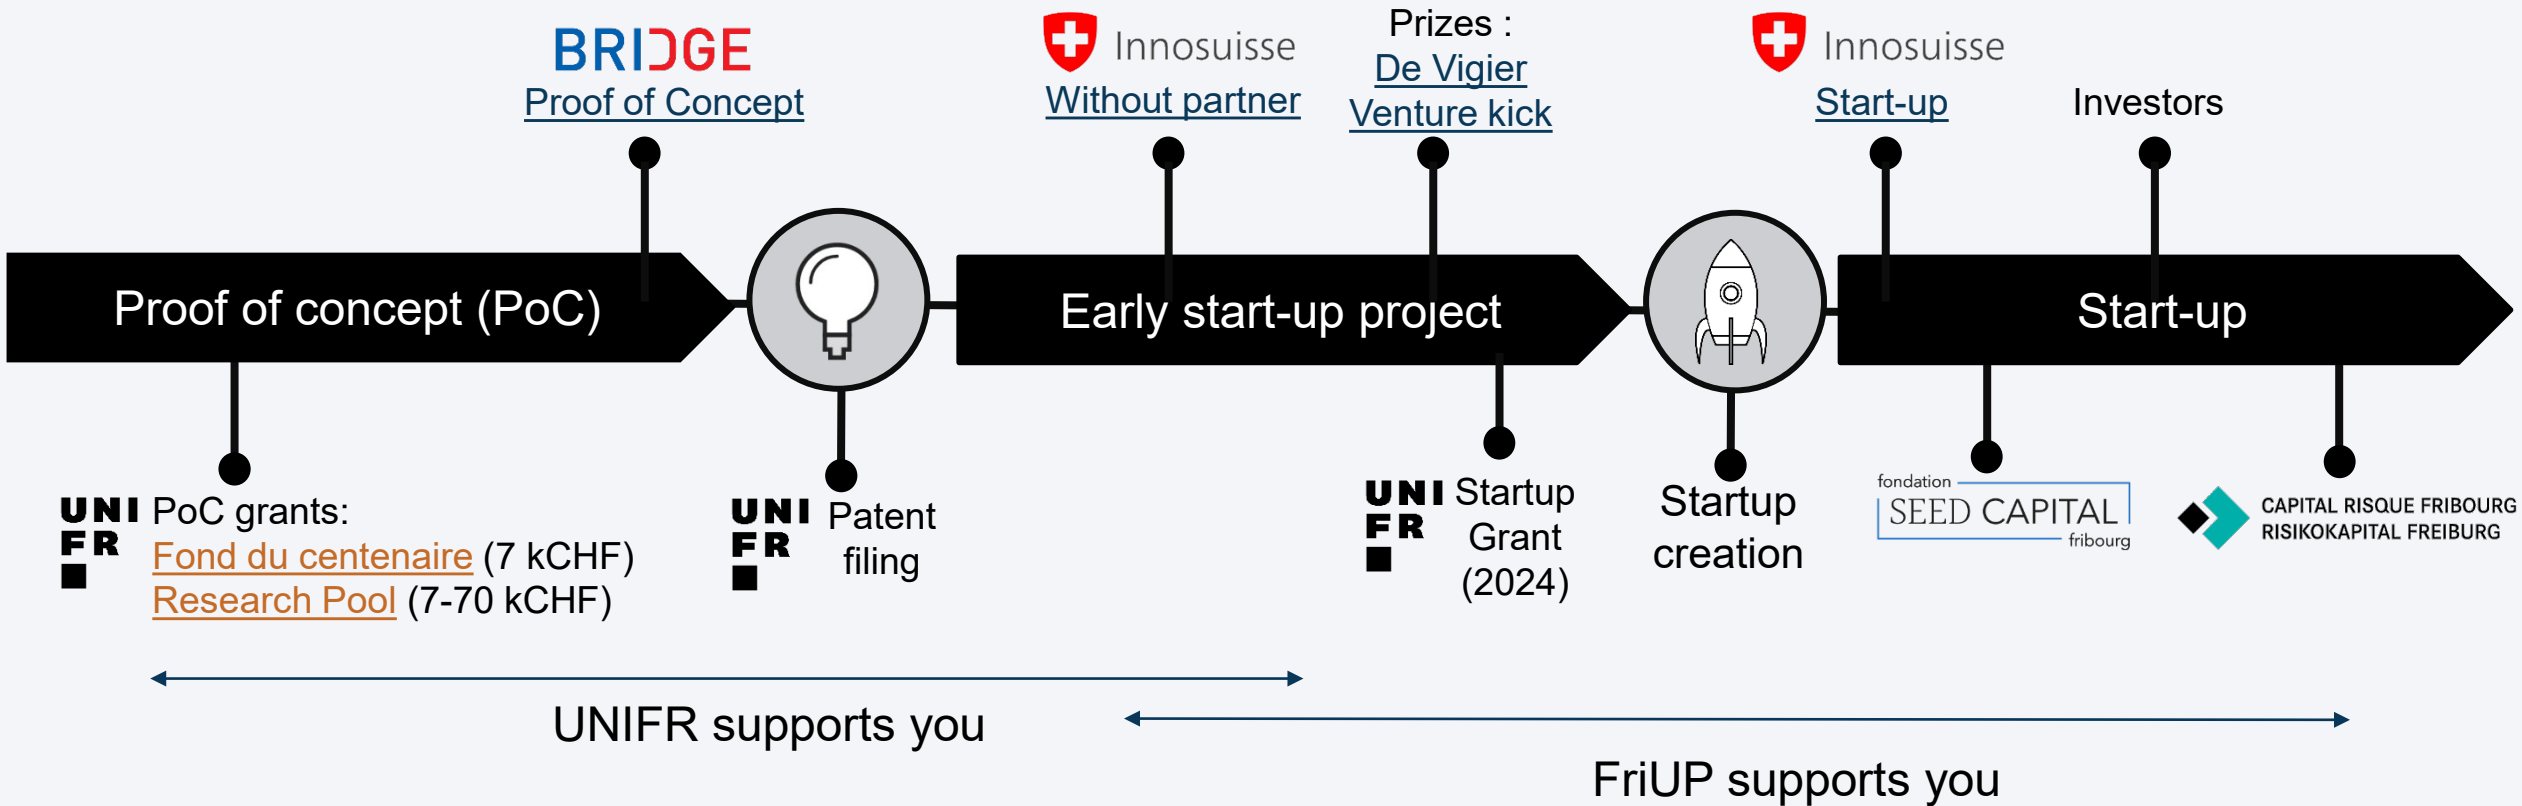 BRIDGE
Proof of Concept
Innosuisse
Without partner
Prizes :
De Vigier
Venture kick
Innosuisse
Start-up
Investors
Proof of concept (PoC)
Early start-up project
Start-up
UNI
FR
PoC grants:
Fond du centenaire (7 kCHF)
Research Pool (7-70 kCHF)
UNI
FR
Patent
filing
UNI
FR
Startup
Grant
(2024)
Startup
creation
fondation
SEED CAPITAL
fribourg
CAPITAL RISQUE FRIBOURG
RISIKOKAPITAL FREIBURG
UNIFR supports you
FriUP supports you